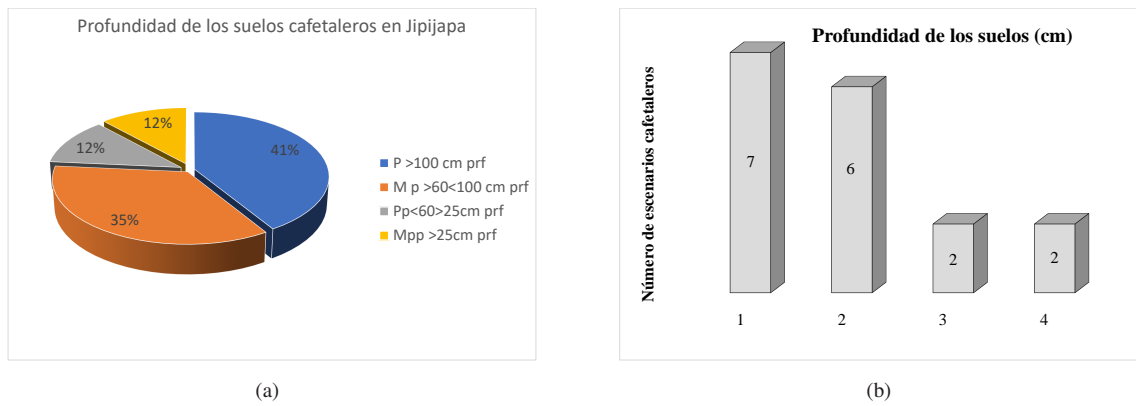 Profundidad de los suelos cafetaleros en Jipijapa
12%
12%
41%
35%
P >100 cm prf
M p >60<100 cm prf
Pp<60>25cm prf
Mpp >25cm prf
(a)
Profundidad de los suelos (cm)
Número de escenarios cafetaleros
7
6
2
2
1
2
3
4
(b)